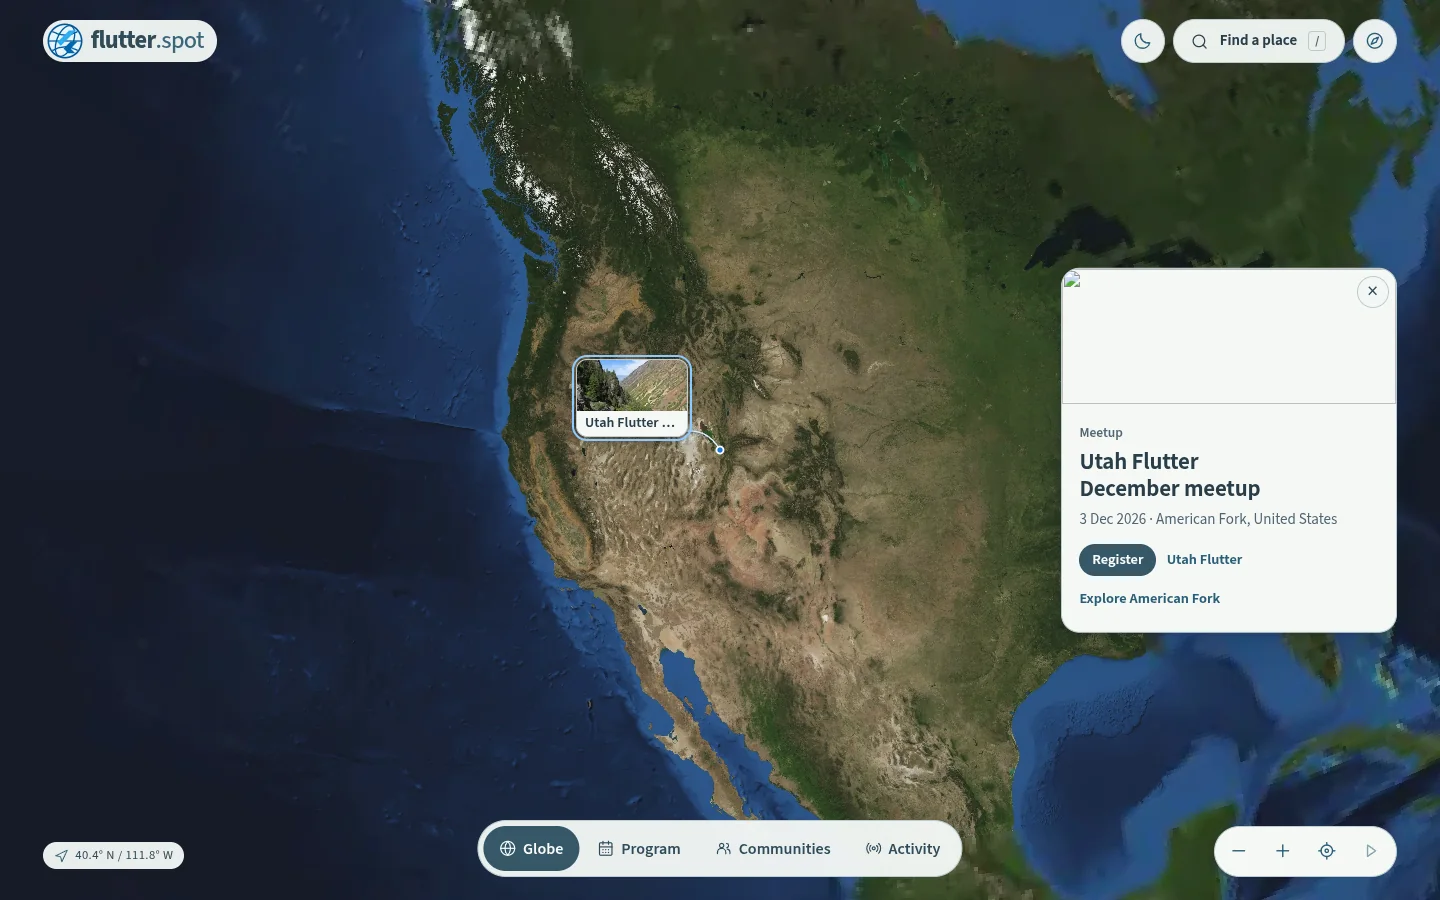 flutter.spot
Find a place /
Utah Flutter ...
Meetup
Utah Flutter
December meetup
3 Dec 2026 · American Fork, United States
Register Utah Flutter
Explore American Fork
40.4° N / 111.8° W
Globe Program Communities Activity